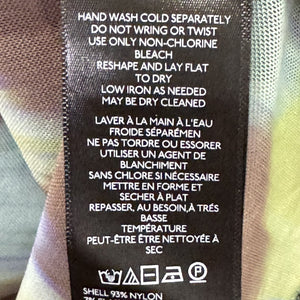 HAND WASH COLD SEPARATELY
DO NOT WRING OR TWIST
USE ONLY NON-CHLORINE
BLEACH
RESHAPE AND LAY FLAT
TO DRY
LOW IRON AS NEEDED
MAY BE DRY CLEANED
LAVER À LA MAIN À L'EAU
FROIDE SÉPARÉMEN
NE PAS TORDRE OU ESSORER
UTILISER UN AGENT DE
BLANCHIMENT
SANS CHLORE SI NÉCESSAIRE
METTRE EN FORME ET
SECHER À PLAT
REPASSER, AU BESOIN,À TRÉS
BASSE
TEMPÉRATURE
PEUT-ÊTRE ÊTRE NETTOYÉE À
SEC
SHELL 93% NYLON